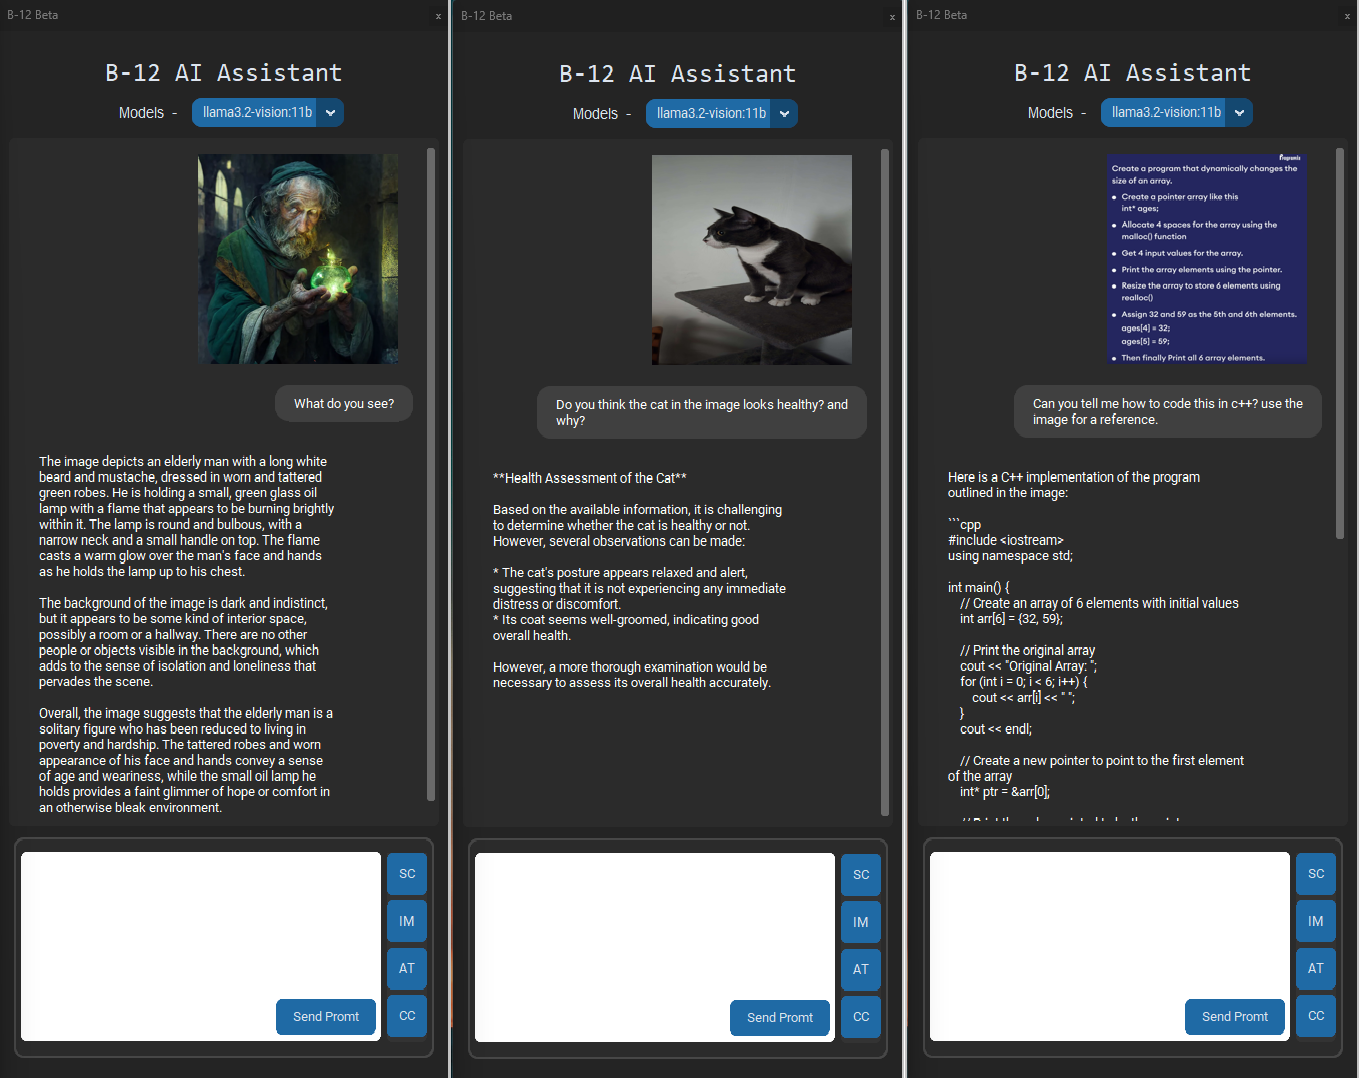 B-12 Beta
x
B-12 AI Assistant
Models -
llama3.2-vision:11b
What do you see?
The image depicts an elderly man with a long white
beard and mustache, dressed in worn and tattered
green robes. He is holding a small, green glass oil
lamp with a flame that appears to be burning brightly
within it. The lamp is round and bulbous, with a
narrow neck and a small handle on top. The flame
casts a warm glow over the man's face and hands
as he holds the lamp up to his chest.
The background of the image is dark and indistinct,
but it appears to be some kind of interior space,
possibly a room or a hallway. There are no other
people or objects visible in the background, which
adds to the sense of isolation and loneliness that
pervades the scene.
Overall, the image suggests that the elderly man is a
solitary figure who has been reduced to living in
poverty and hardship. The tattered robes and worn
appearance of his face and hands convey a sense
of age and weariness, while the small oil lamp he
holds provides a faint glimmer of hope or comfort in
an otherwise bleak environment.
SC
IM
AT
CC
Send Promt
B-12 Beta
x
B-12 AI Assistant
Models -
llama3.2-vision:11b
Do you think the cat in the image looks healthy? and
why?
**Health Assessment of the Cat**
Based on the available information, it is challenging
to determine whether the cat is healthy or not.
However, several observations can be made:
* The cat's posture appears relaxed and alert,
suggesting that it is not experiencing any immediate
distress or discomfort.
* Its coat seems well-groomed, indicating good
overall health.
However, a more thorough examination would be
necessary to assess its overall health accurately.
SC
IM
AT
CC
Send Promt
B-12 Beta
x
B-12 AI Assistant
Models -
llama3.2-vision:11b
Programiz
Create a program that dynamically changes the
size of an array.
• Create a pointer array like this
int* ages;
• Allocate 4 spaces for the array using the
malloc() function
• Get 4 input values for the array.
• Print the array elements using the pointer.
• Resize the array to store 6 elements using
realloc()
• Assign 32 and 59 as the 5th and 6th elements.
ages[4] = 32;
ages[5] = 59;
• Then finally Print all 6 array elements.
Can you tell me how to code this in c++? use the
image for a reference.
Here is a C++ implementation of the program
outlined in the image:
```cpp
#include <iostream>
using namespace std;
int main() {
// Create an array of 6 elements with initial values
int arr[6] = {32, 59};
// Print the original array
cout << "Original Array: ";
for (int i = 0; i < 6; i++) {
cout << arr[i] << " ";
}
cout << endl;
// Create a new pointer to point to the first element
of the array
int* ptr = &arr[0];
SC
IM
AT
CC
Send Promt